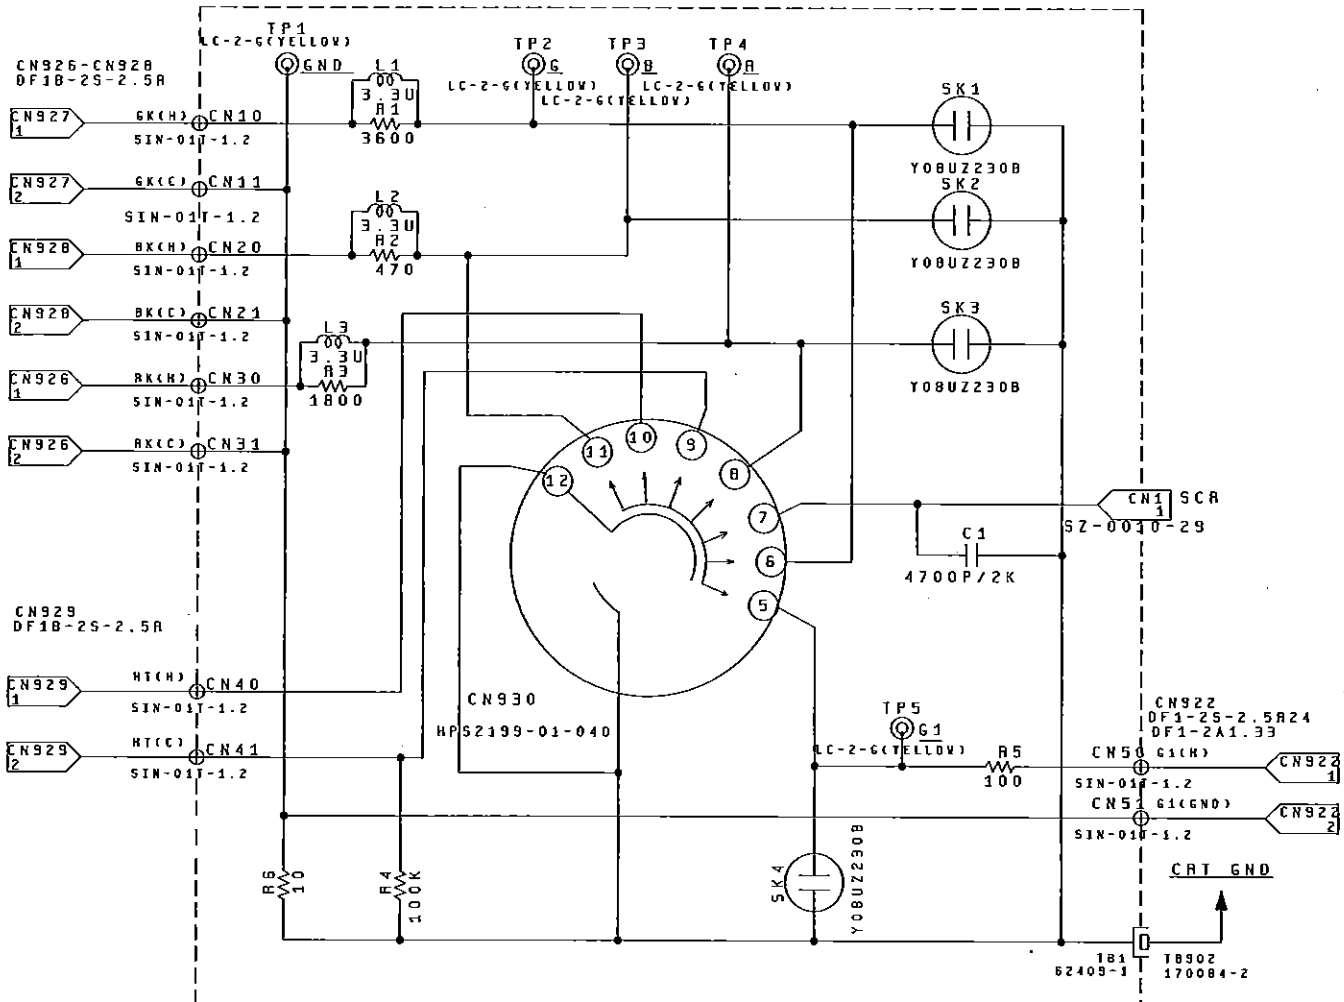 TP1
LC-2-G(YELLOW)
GND
TP2
G
LC-2-G(YELLOW)
TP3
B
LC-2-G(YELLOW)
TP4
R
LC-2-G(YELLOW)
CN926-CN928
DF1B-2S-2.5R
CN927
1
GK(H)
CN10
SIN-01T-1.2
L1
3.3U
R1
3600
SK1
Y08UZ230B
CN927
2
GK(C)
CN11
SIN-01T-1.2
SK2
Y08UZ230B
CN928
1
BK(H)
CN20
SIN-01T-1.2
L2
3.3U
R2
470
CN928
2
BK(C)
CN21
SIN-01T-1.2
SK3
Y08UZ230B
L3
3.3U
R3
1800
CN926
1
RK(H)
CN30
SIN-01T-1.2
CN926
2
RK(C)
CN31
SIN-01T-1.2
12
11
10
9
8
7
6
5
CN1
1
SCR
SZ-0010-29
C1
4700P/2K
CN929
DF1B-2S-2.5R
CN929
1
HT(H)
CN40
SIN-01T-1.2
CN930
HPS2199-01-040
CN929
2
HT(C)
CN41
SIN-01T-1.2
TP5
G1
LC-2-G(YELLOW)
R5
100
CN922
DF1-2S-2.5R24
DF1-2A1.33
CN50
G1(H)
SIN-01T-1.2
CN922
1
CN51
G1(GND)
SIN-01T-1.2
CN922
2
R6
10
R4
100K
SK4
Y08UZ230B
CRT GND
TB1
62409-1
TB902
170084-2